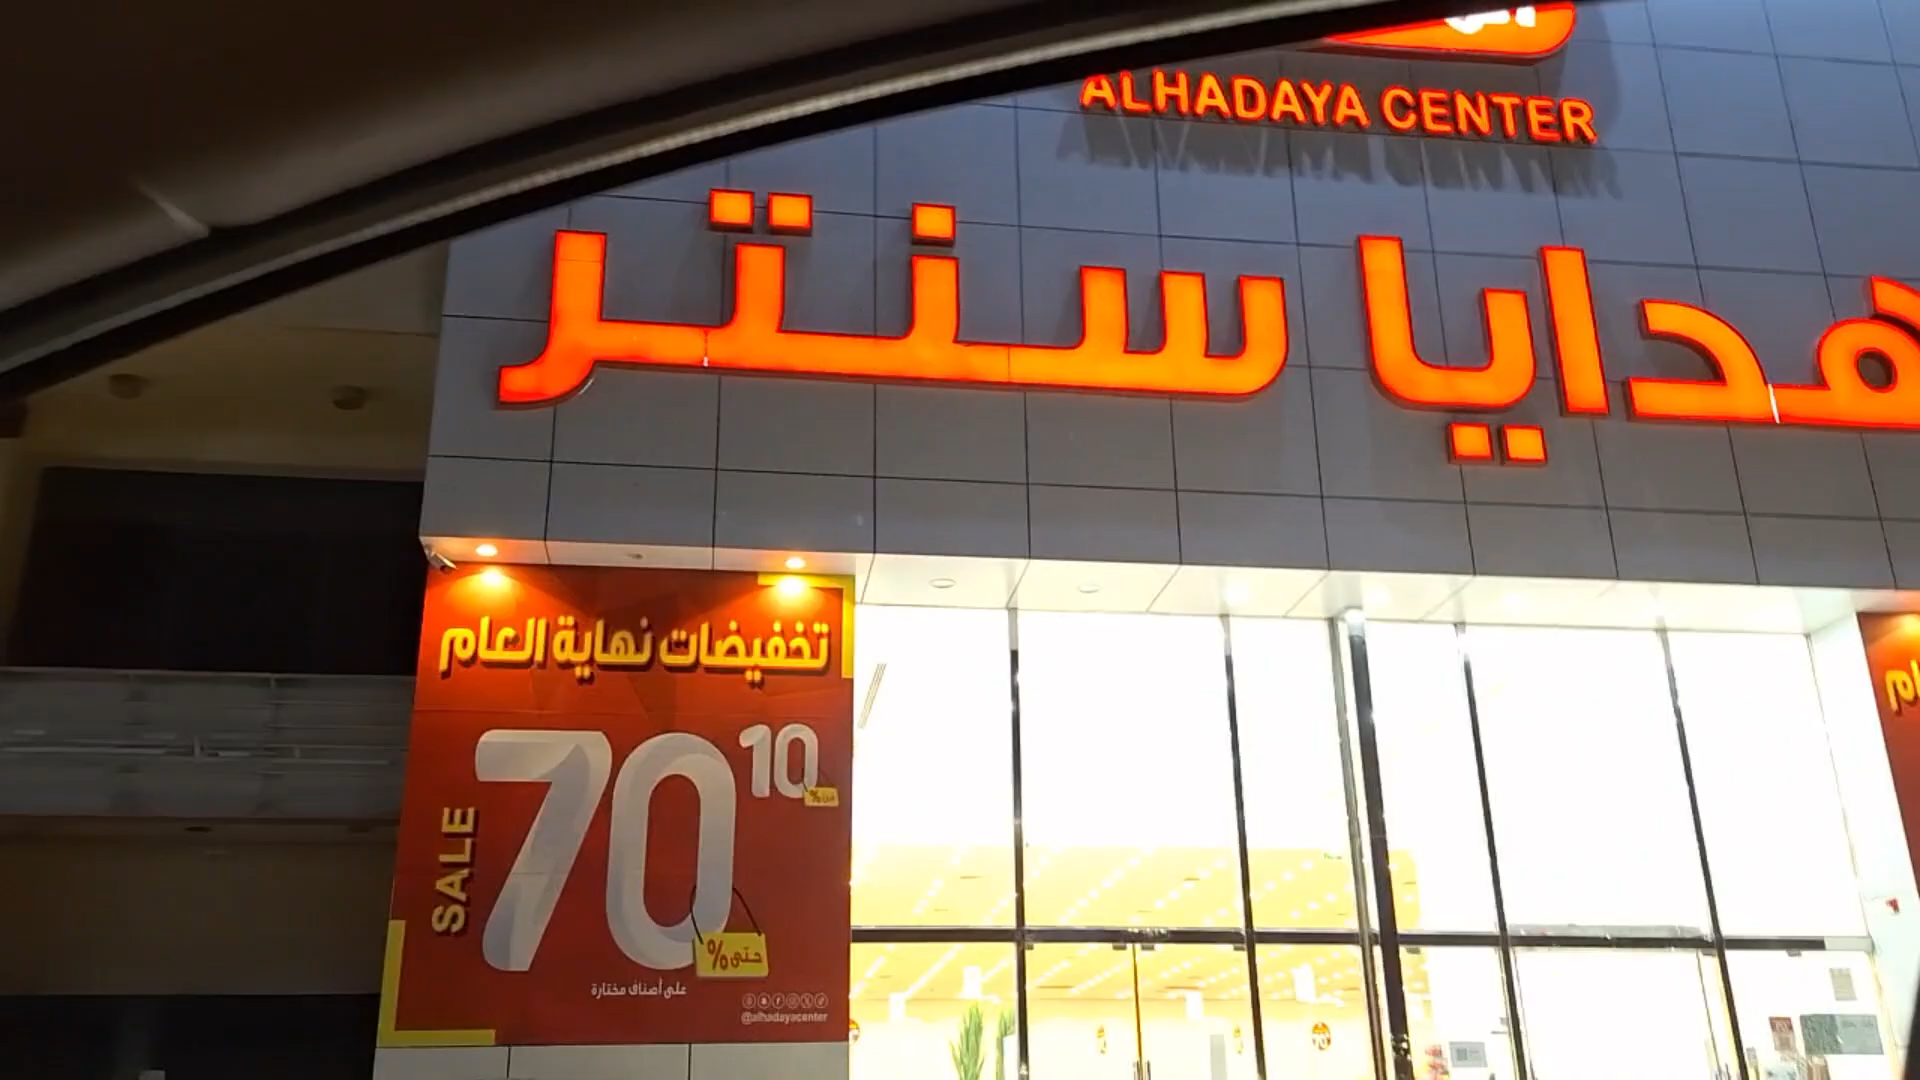 ALHADAYA CENTER
هدايا سنتر
تخفيضات نهاية العام
10
من %
70
حتى %
SALE
على أصناف مختارة
@alhadayacenter